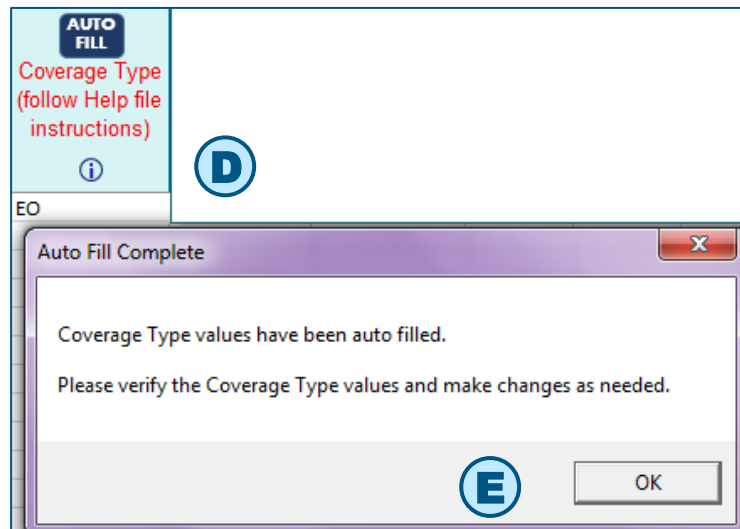 AUTO
FILL
Coverage Type
(follow Help file
instructions)
i
D
EO
Auto Fill Complete
x
Coverage Type values have been auto filled.
Please verify the Coverage Type values and make changes as needed.
E
OK